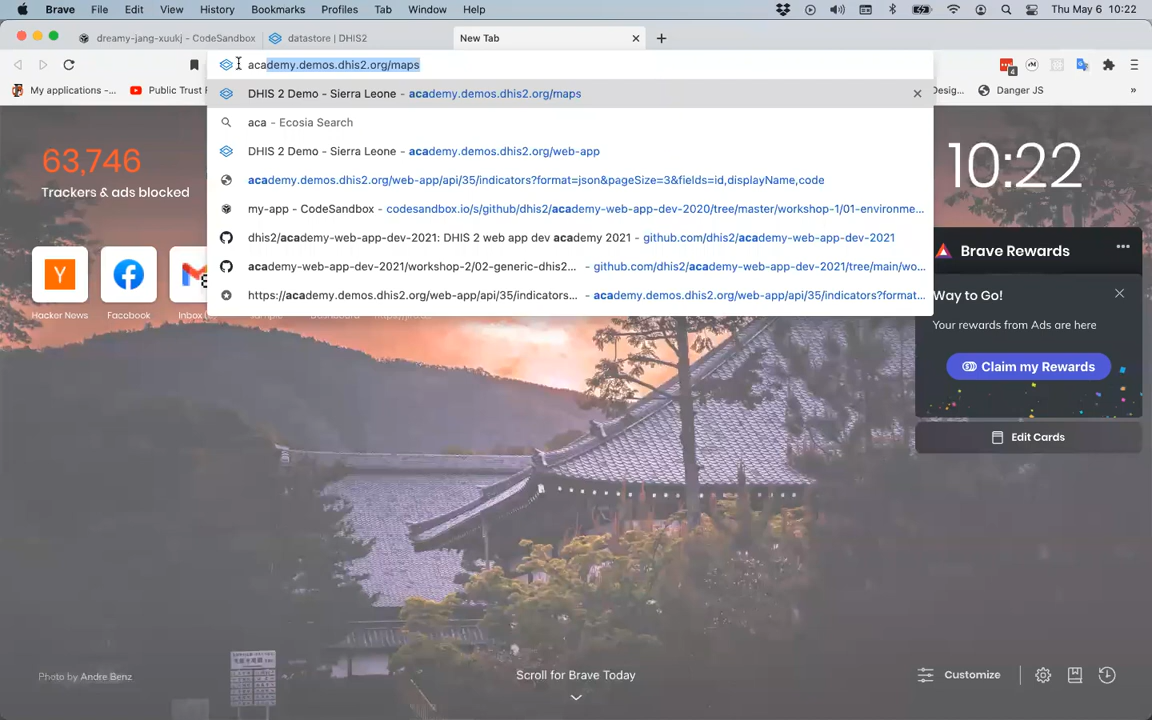 Brave File Edit View History Bookmarks Profiles Tab Window Help Thu May 6 10:22
dreamy-jang-xuukj - CodeSandbox datastore | DHIS2 New Tab
academy.demos.dhis2.org/maps
4
My applications -... Public Trust Desig... Danger JS »
DHIS 2 Demo - Sierra Leone - academy.demos.dhis2.org/maps
aca - Ecosia Search
DHIS 2 Demo - Sierra Leone - academy.demos.dhis2.org/web-app
academy.demos.dhis2.org/web-app/api/35/indicators?format=json&pageSize=3&fields=id,displayName,code
my-app - CodeSandbox - codesandbox.io/s/github/dhis2/academy-web-app-dev-2020/tree/master/workshop-1/01-environme...
dhis2/academy-web-app-dev-2021: DHIS 2 web app dev academy 2021 - github.com/dhis2/academy-web-app-dev-2021
academy-web-app-dev-2021/workshop-2/02-generic-dhis2... - github.com/dhis2/academy-web-app-dev-2021/tree/main/wo...
https://academy.demos.dhis2.org/web-app/api/35/indicators... - academy.demos.dhis2.org/web-app/api/35/indicators?format...
63,746
Trackers & ads blocked
10:22
Hacker News Facebook Inbox
Brave Rewards
Way to Go!
Your rewards from Ads are here
Claim my Rewards
Edit Cards
Photo by Andre Benz
Scroll for Brave Today
Customize